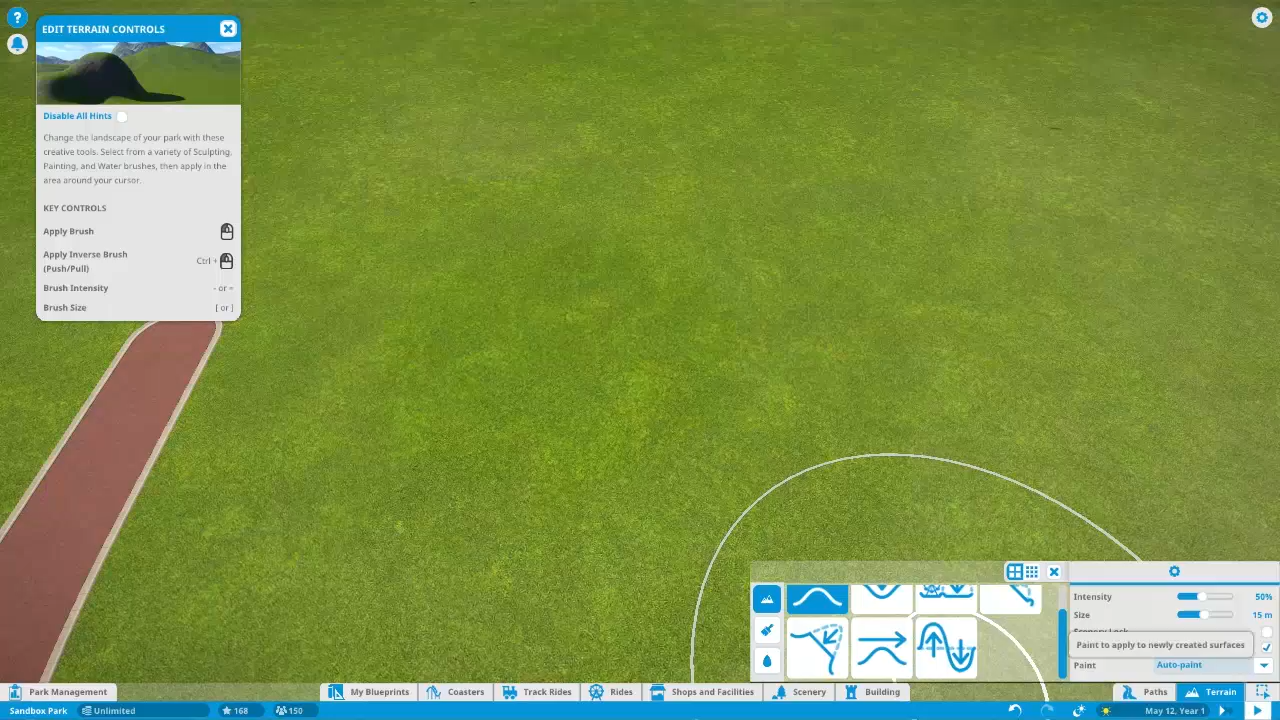 ?
EDIT TERRAIN CONTROLS
Disable All Hints
Change the landscape of your park with these
creative tools. Select from a variety of Sculpting,
Painting, and Water brushes, then apply in the
area around your cursor.
KEY CONTROLS
Apply Brush
Apply Inverse Brush Ctrl +
(Push/Pull)
Brush Intensity - or =
Brush Size [ or ]
Intensity 50%
Size 15 m
Scenery Lock
Paint to apply to newly created surfaces
Paint Auto-paint
Park Management My Blueprints Coasters Track Rides Rides Shops and Facilities Scenery Building Paths Terrain
Sandbox Park Unlimited 168 150 May 12, Year 1